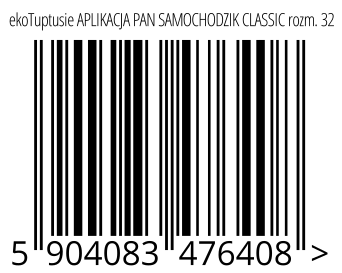 ekoTuptusie APLIKACJA PAN SAMOCHODZIK CLASSIC rozm. 32
5 904083 476408 >